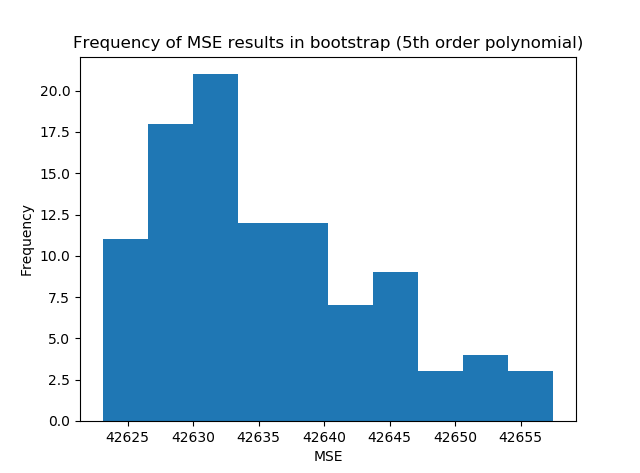 Frequency of MSE results in bootstrap (5th order polynomial)
20.0
17.5
15.0
12.5
10.0
7.5
5.0
2.5
0.0
Frequency
42625 42630 42635 42640 42645 42650 42655
MSE